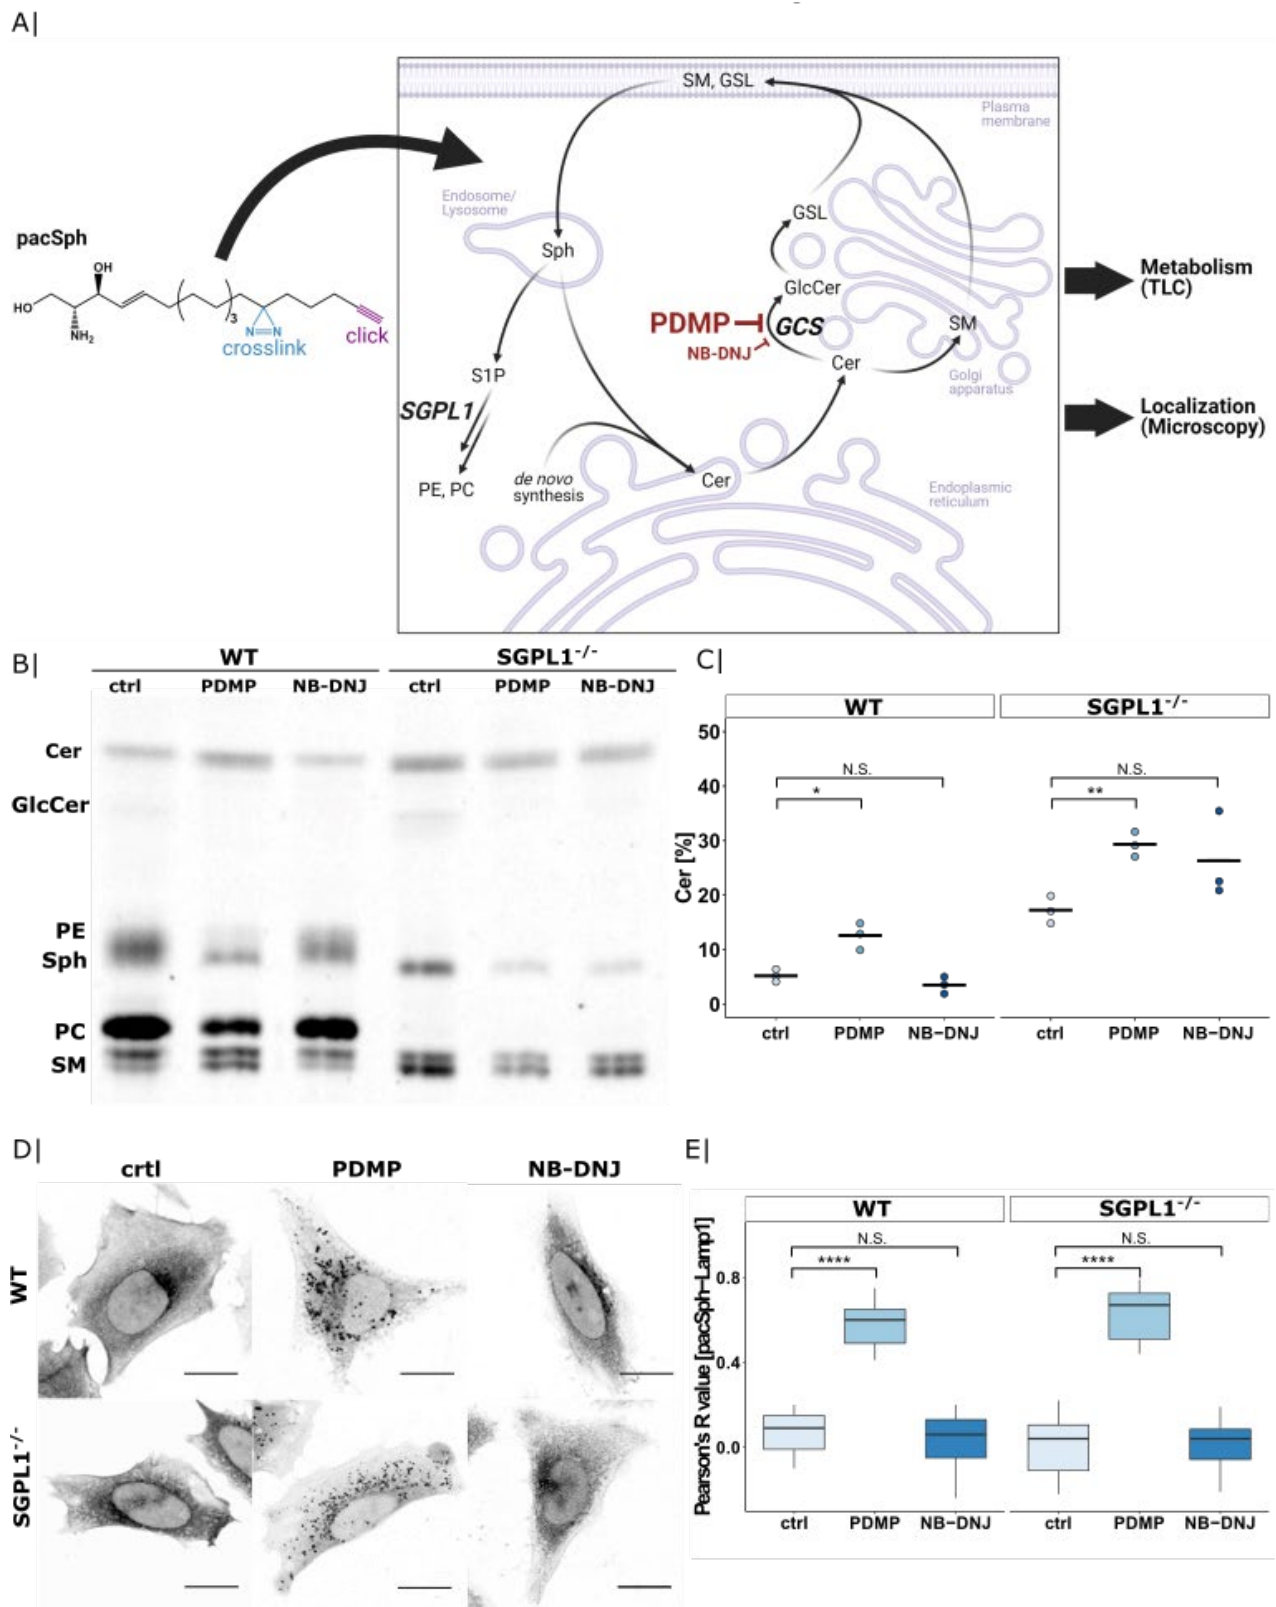 A|
SM, GSL
Plasma
membrane
Endosome/
Lysosome
pacSph
GSL
Sph
OH
HO
NH₂
3
N=N
crosslink
click
GlcCer
PDMP
GCS
NB-DNJ
SM
Cer
Golgi
apparatus
Metabolism
(TLC)
Localization
(Microscopy)
S1P
SGPL1
PE, PC
de novo
synthesis
Cer
Endoplasmic
reticulum
B|
WT
SGPL1-/-
ctrl
PDMP
NB-DNJ
ctrl
PDMP
NB-DNJ
Cer
GlcCer
PE
Sph
PC
SM
C|
WT
SGPL1-/-
Cer [%]
50
40
30
20
10
0
N.S.
*
N.S.
**
ctrl
PDMP
NB-DNJ
ctrl
PDMP
NB-DNJ
D|
crtl
PDMP
NB-DNJ
WT
SGPL1-/-
E|
WT
SGPL1-/-
Pearson's R value [pacSph-Lamp1]
0.8
0.4
0.0
N.S.
****
N.S.
****
ctrl
PDMP
NB-DNJ
ctrl
PDMP
NB-DNJ